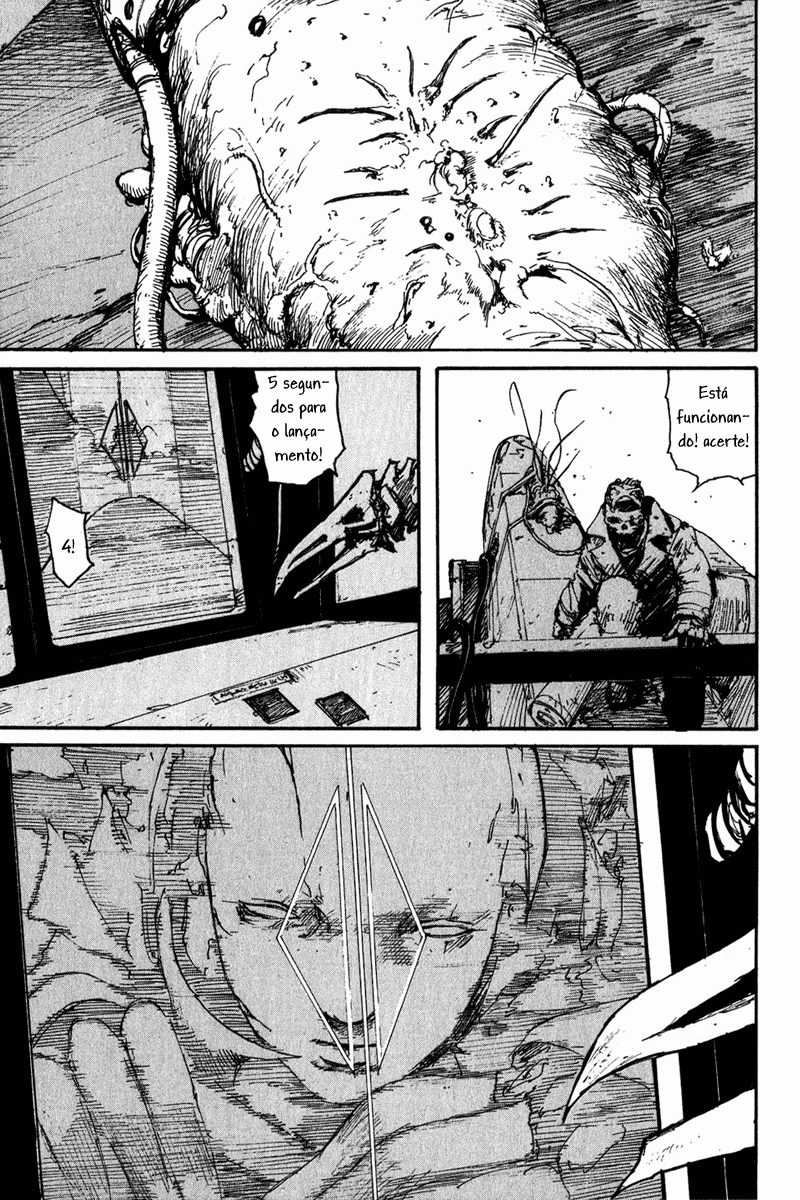 Está
funcionan-
do! acerte!
5 segun-
dos para
o lança-
mento!
4!